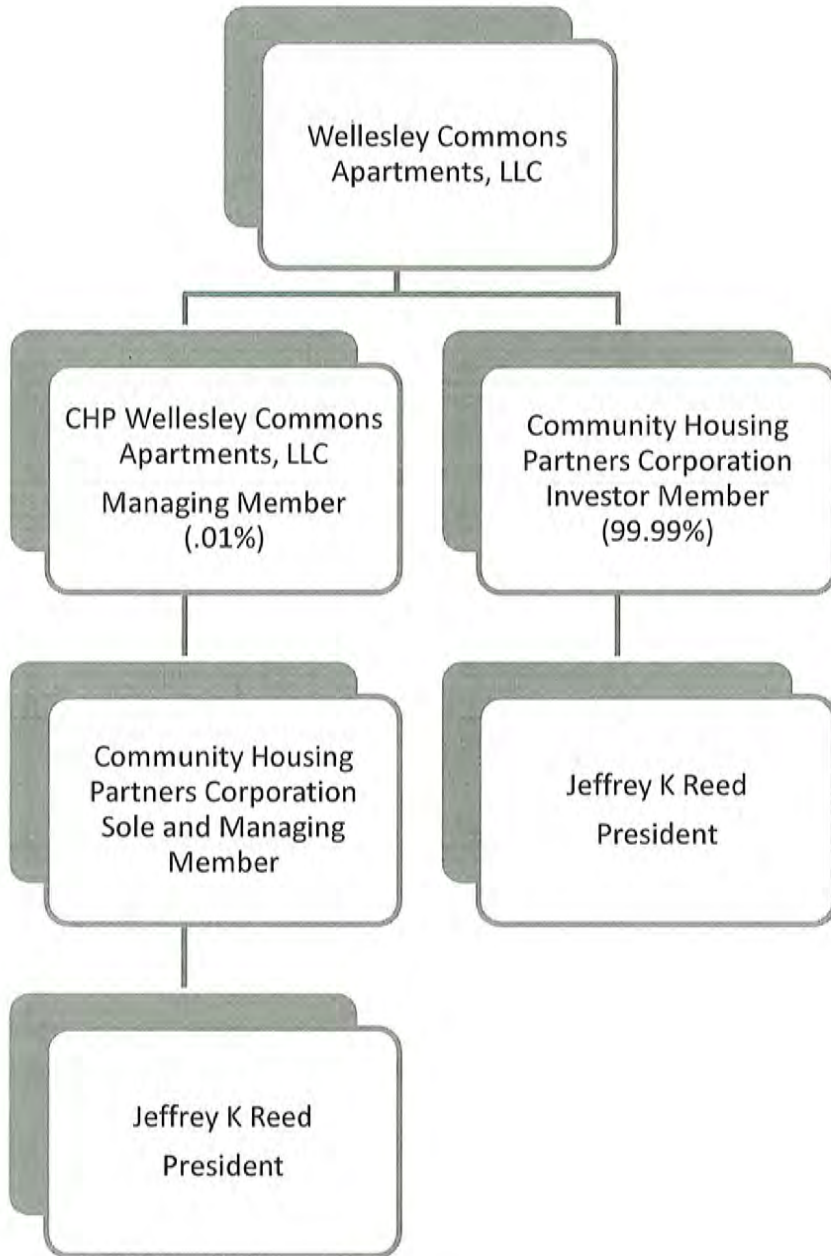 Wellesley Commons
Apartments, LLC
CHP Wellesley Commons
Apartments, LLC
Managing Member
(.01%)
Community Housing
Partners Corporation
Investor Member
(99.99%)
Community Housing
Partners Corporation
Sole and Managing
Member
Jeffrey K Reed
President
Jeffrey K Reed
President